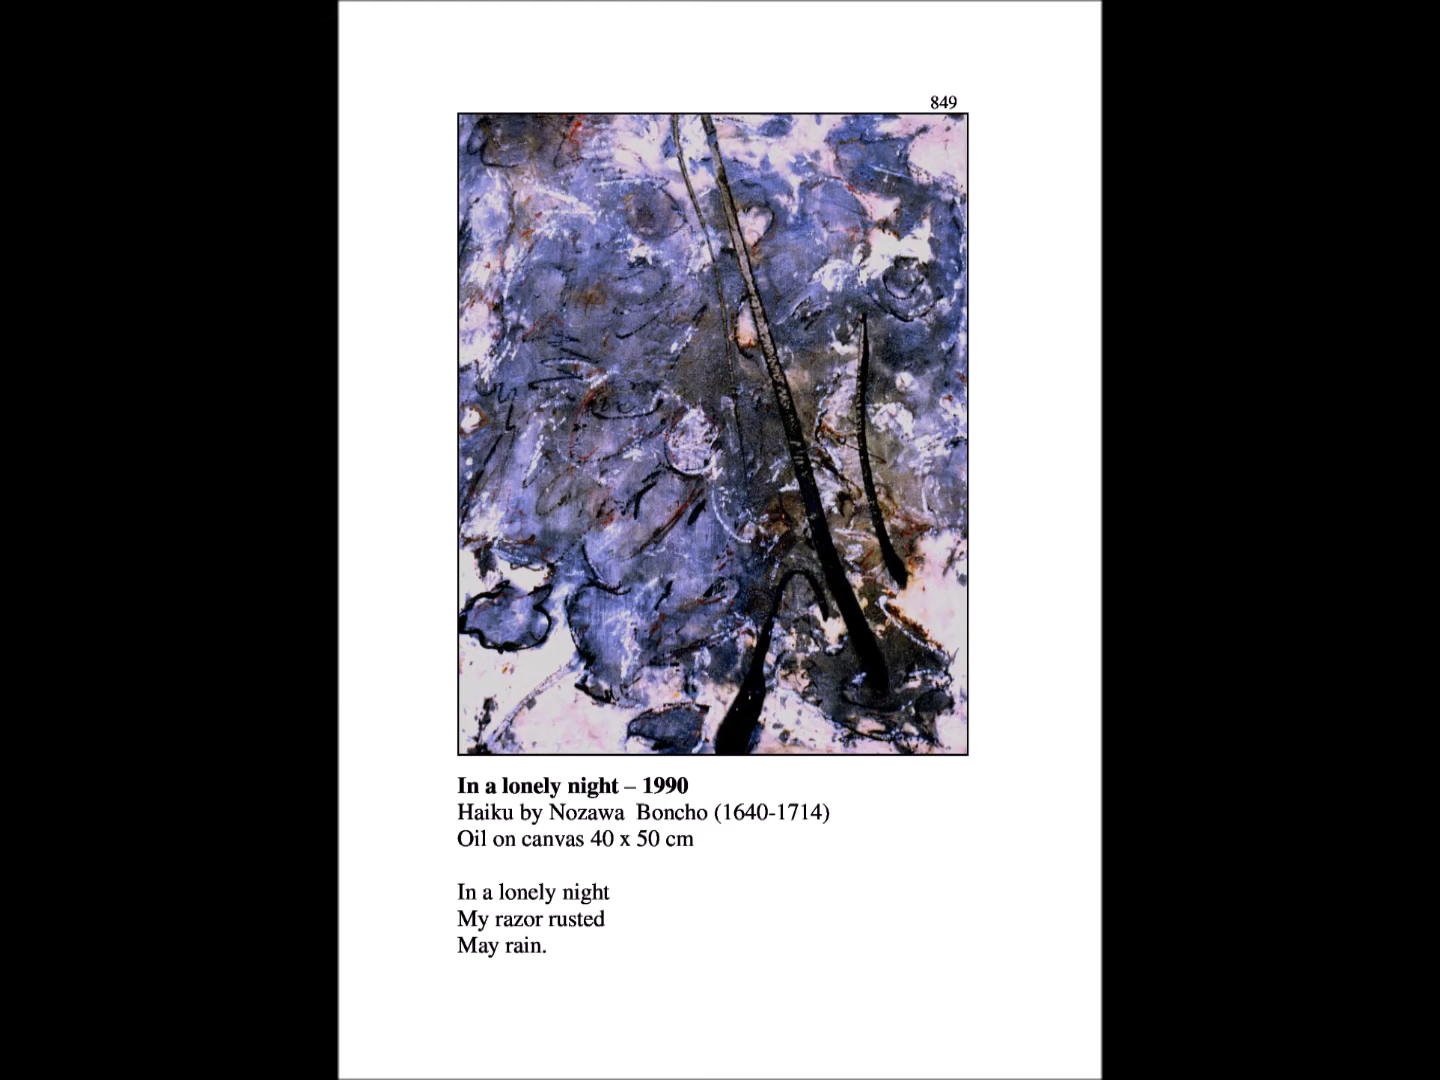 849
In a lonely night – 1990
Haiku by Nozawa  Boncho (1640-1714)
Oil on canvas 40 x 50 cm
In a lonely night
My razor rusted
May rain.